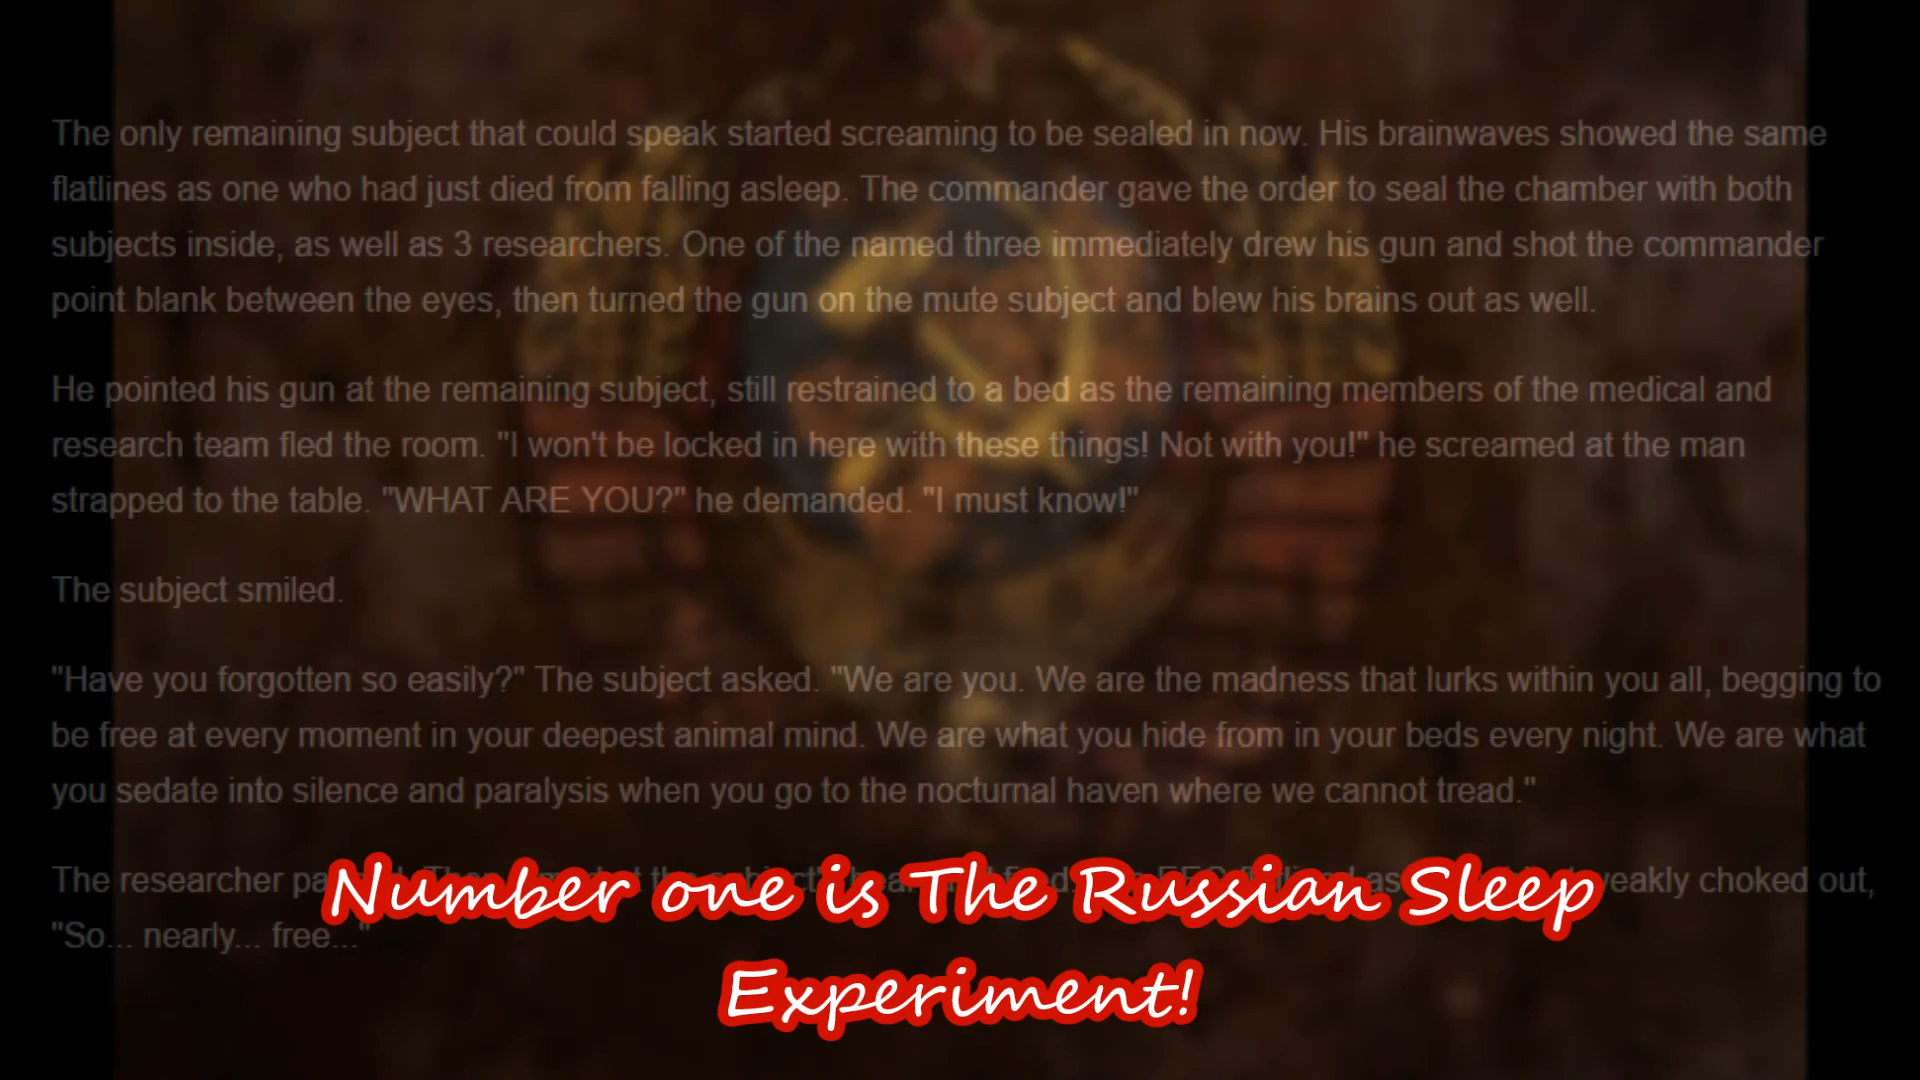 The only remaining subject that could speak started screaming to be sealed in now. His brainwaves showed the same
flatlines as one who had just died from falling asleep. The commander gave the order to seal the chamber with both
subjects inside, as well as 3 researchers. One of the named three immediately drew his gun and shot the commander
point blank between the eyes, then turned the gun on the mute subject and blew his brains out as well.
He pointed his gun at the remaining subject, still restrained to a bed as the remaining members of the medical and
research team fled the room. "I won't be locked in here with these things! Not with you!" he screamed at the man
strapped to the table. "WHAT ARE YOU?" he demanded. "I must know!"
The subject smiled.
"Have you forgotten so easily?" The subject asked. "We are you. We are the madness that lurks within you all, begging to
be free at every moment in your deepest animal mind. We are what you hide from in your beds every night. We are what
you sedate into silence and paralysis when you go to the nocturnal haven where we cannot tread."
The researcher choked out,
"So... nearly... free..."
Number one is The Russian Sleep
Experiment!